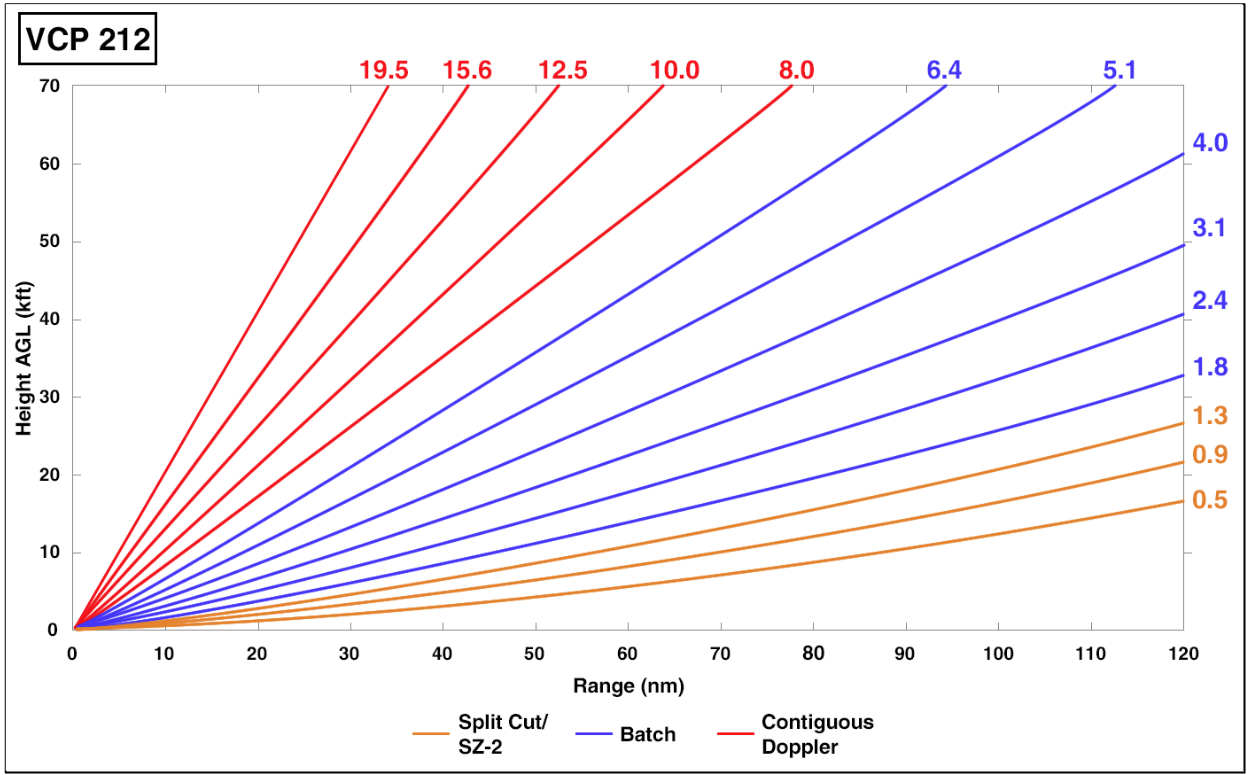 VCP 212
19.5 15.6 12.5 10.0 8.0 6.4 5.1
70
4.0
60
3.1
50
2.4
40
1.8
30
1.3
0.9
20
0.5
10
0
Height AGL (kft)
0 10 20 30 40 50 60 70 80 90 100 120
Range (nm)
Split Cut/
SZ-2
Batch
Contiguous
Doppler